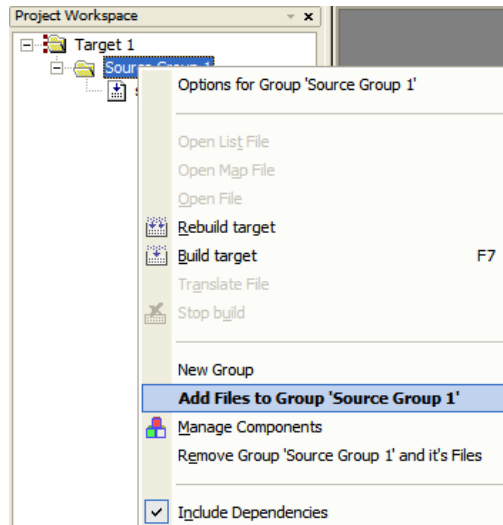 Project Workspace
Target 1
Source Group 1
Options for Group 'Source Group 1'
Open List File
Open Map File
Open File
Rebuild target
Build target F7
Translate File
Stop build
New Group
Add Files to Group 'Source Group 1'
Manage Components
Remove Group 'Source Group 1' and it's Files
Include Dependencies